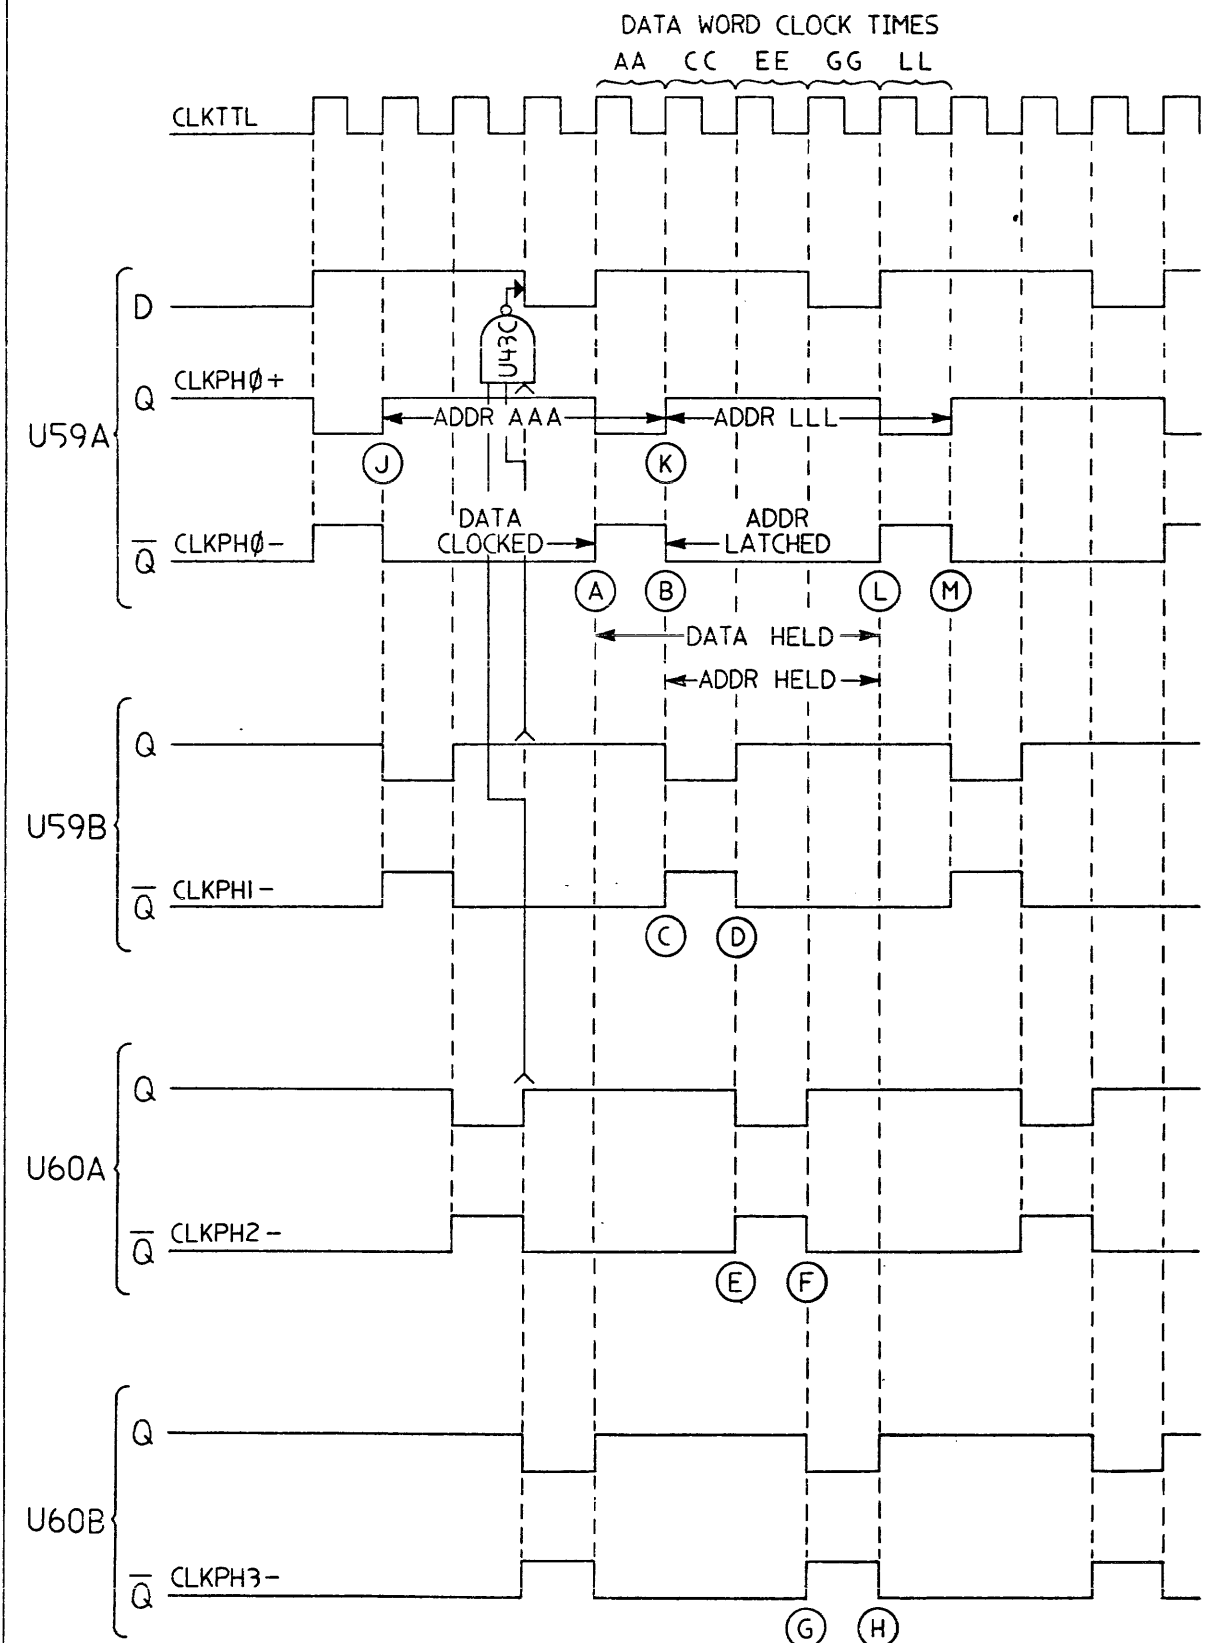 DATA WORD CLOCK TIMES
AA CC EE GG LL
CLKTTL
D
U43C
Q CLKPHØ+
ADDR AAA ADDR LLL
U59A
J K
DATA CLOCKED
ADDR LATCHED
Q̅ CLKPHØ-
A B L M
DATA HELD
ADDR HELD
Q
U59B
Q̅ CLKPH1-
C D
Q
U60A
Q̅ CLKPH2-
E F
Q
U60B
Q̅ CLKPH3-
G H